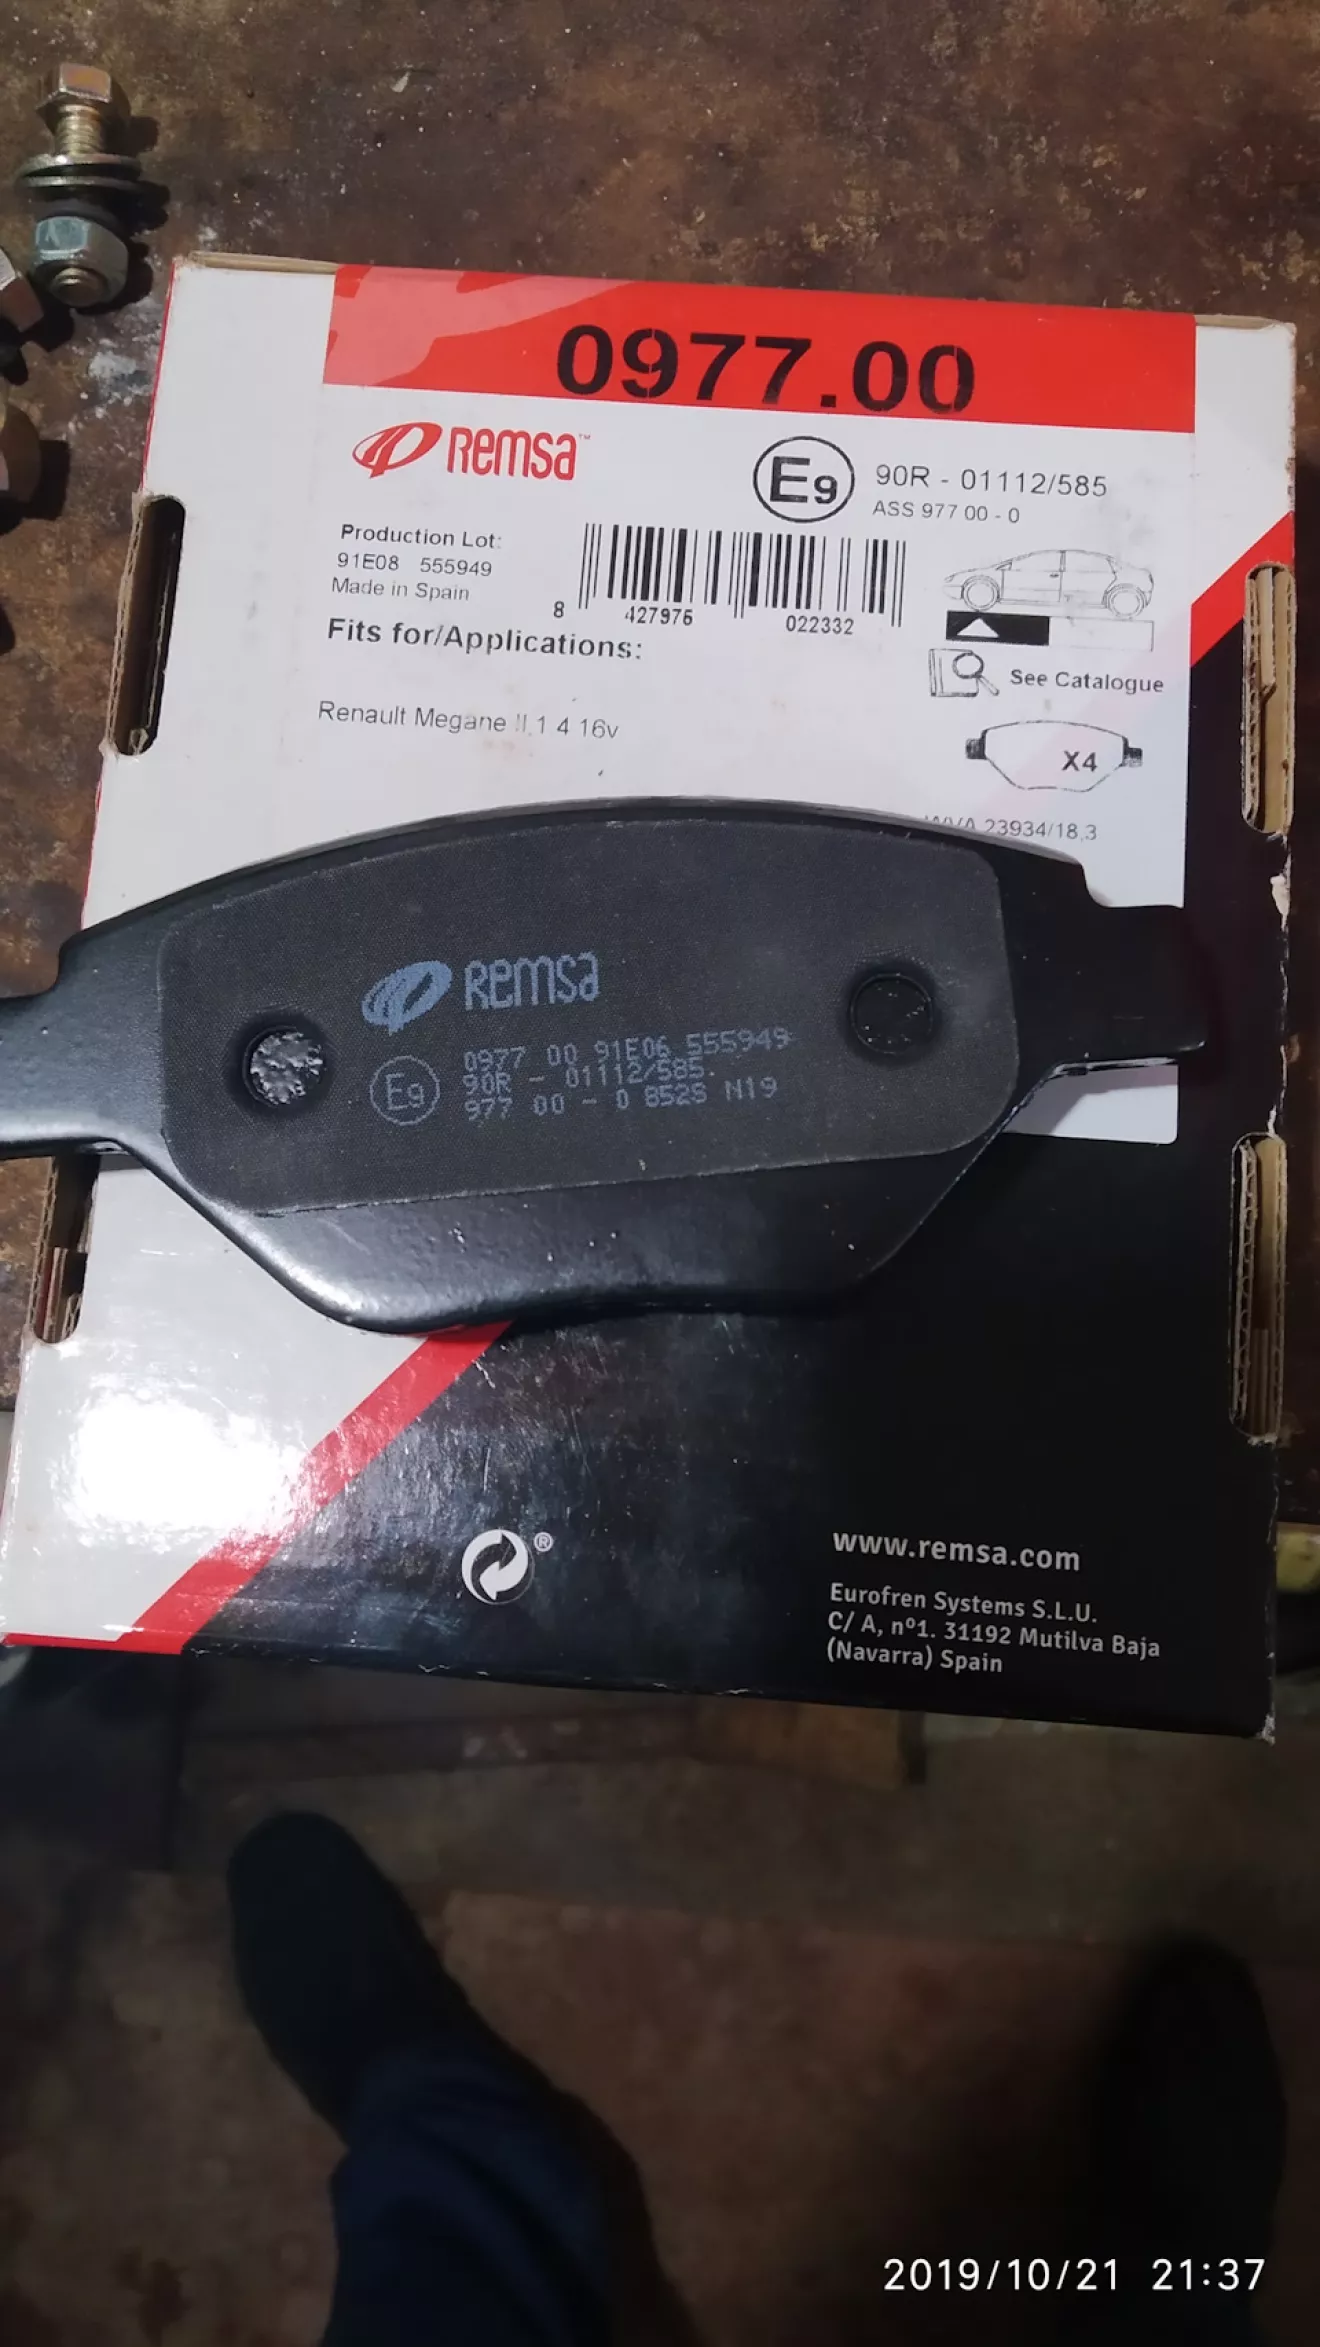 0977.00
Remsa™
E9
90R - 01112/585
ASS 977 00 - 0
Production Lot:
91E08 555949
Made in Spain
8 427975 022332
Fits for/Applications:
See Catalogue
Renault Megane II 1 4 16v
X4
WVA 23934/18,3
Remsa
E9
0977 00 91E06 555949
90R - 01112/585.
977 00 - 0 852S N19
®
www.remsa.com
Eurofren Systems S.L.U.
C/ A, nº1. 31192 Mutilva Baja
(Navarra) Spain
2019/10/21 21:37